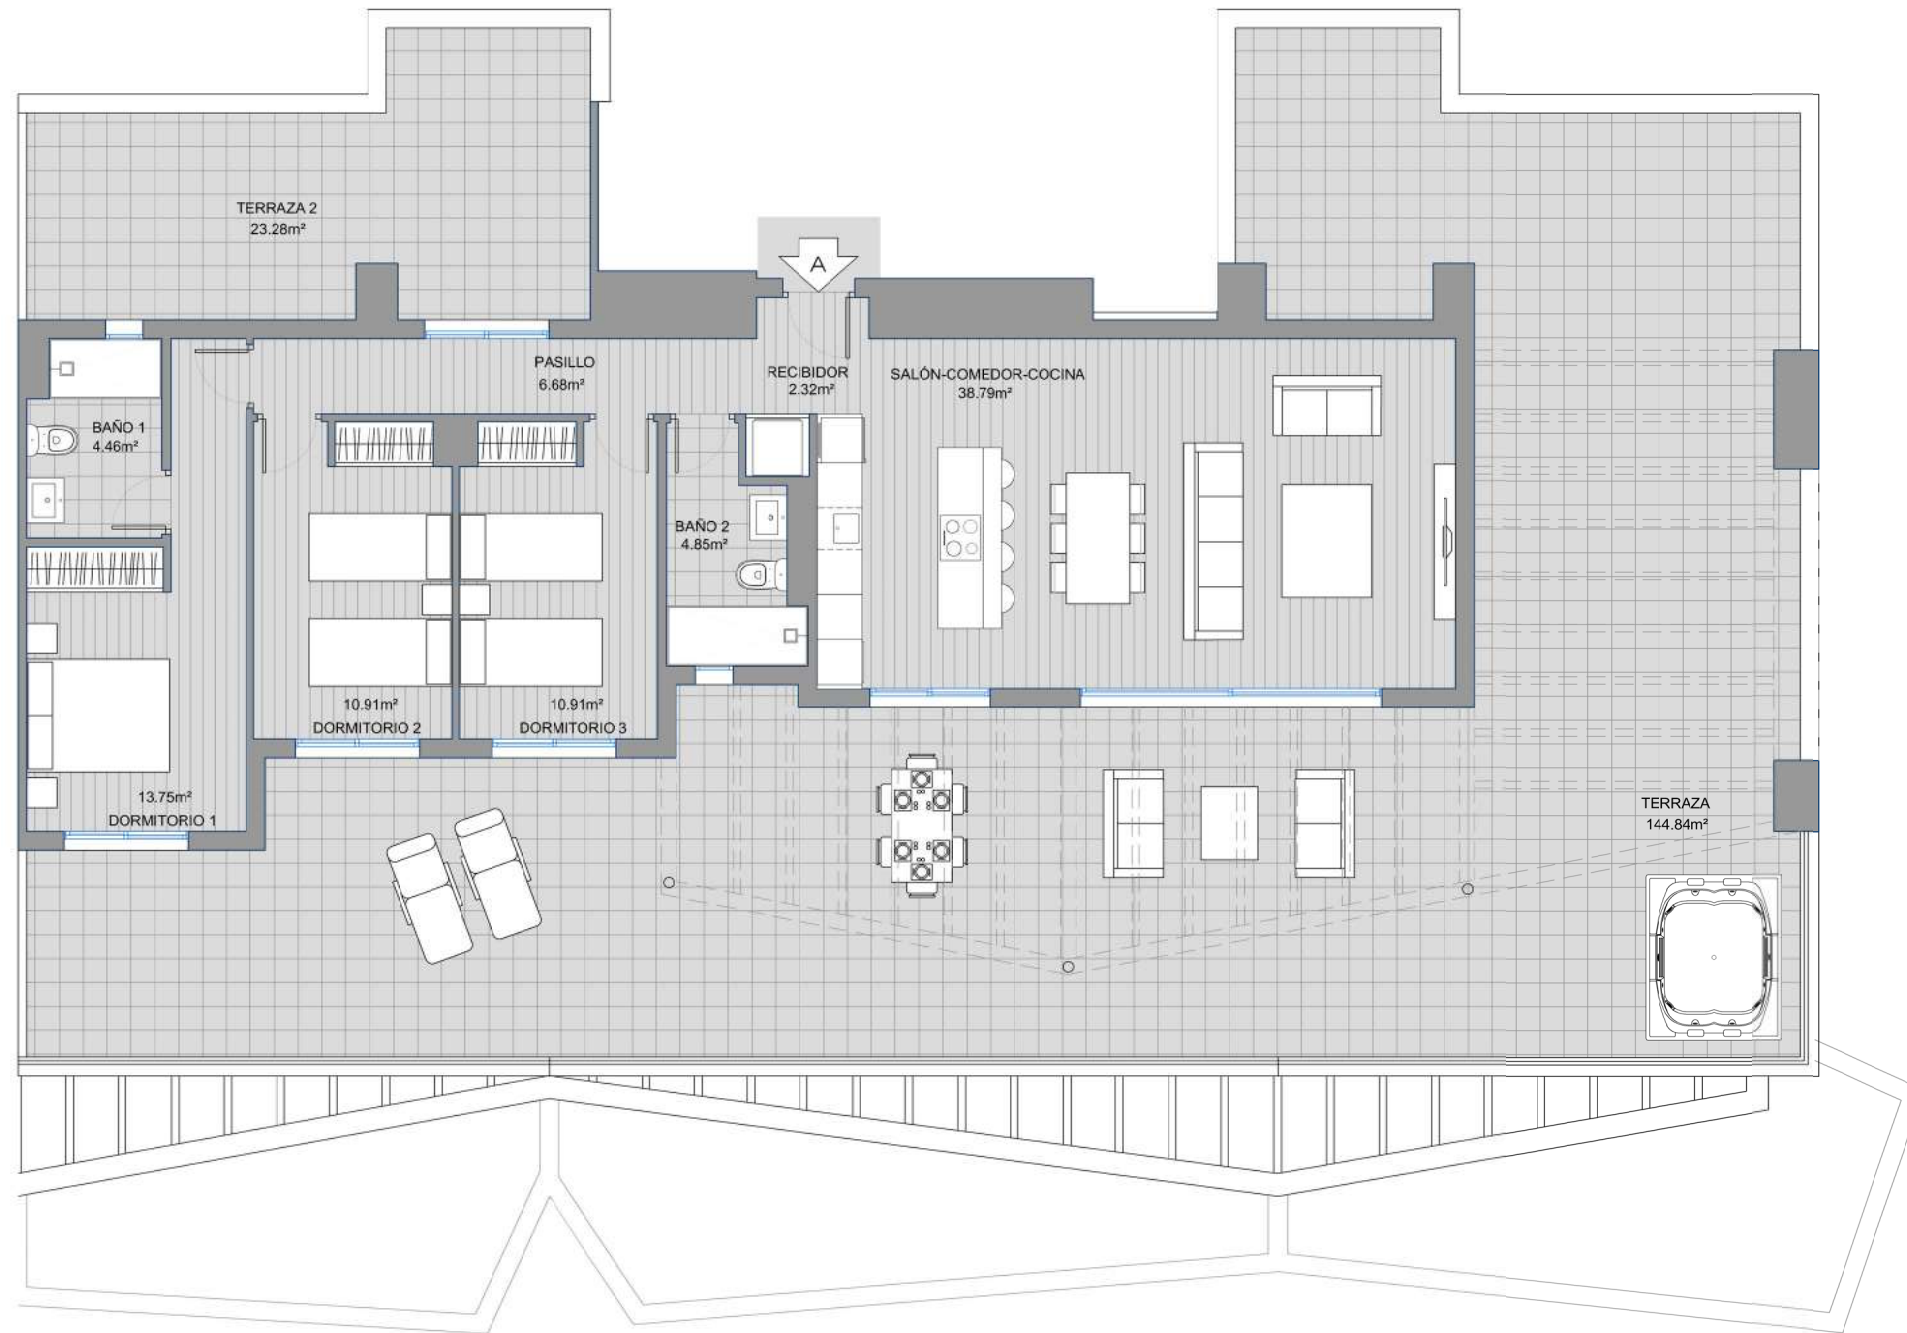 TERRAZA 2
23.28m²
A
PASILLO
6.68m²
RECIBIDOR
2.32m²
SALÓN-COMEDOR-COCINA
38.79m²
BAÑO 1
4.46m²
BAÑO 2
4.85m²
10.91m²
DORMITORIO 2
10.91m²
DORMITORIO 3
13.75m²
DORMITORIO 1
TERRAZA
144.84m²